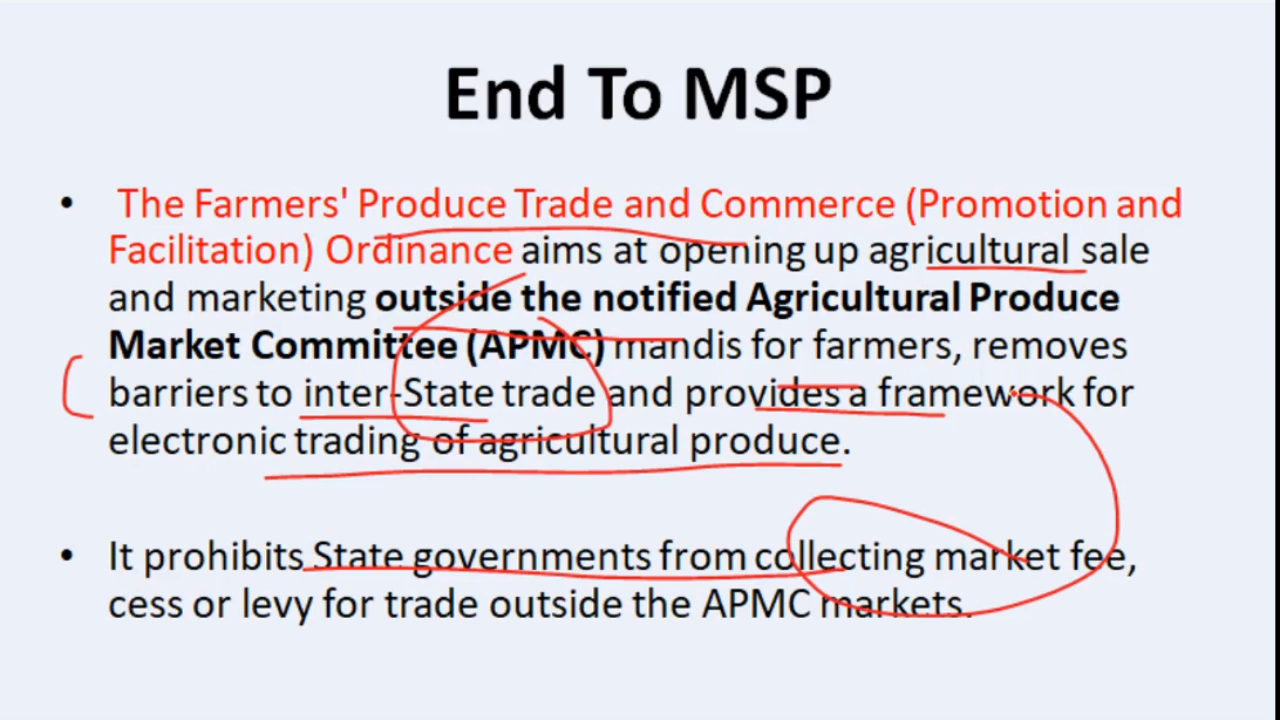 End To MSP
• The Farmers' Produce Trade and Commerce (Promotion and
Facilitation) Ordinance aims at opening up agricultural sale
and marketing outside the notified Agricultural Produce
Market Committee (APMC) mandis for farmers, removes
barriers to inter-State trade and provides a framework for
electronic trading of agricultural produce.
• It prohibits State governments from collecting market fee,
cess or levy for trade outside the APMC markets.